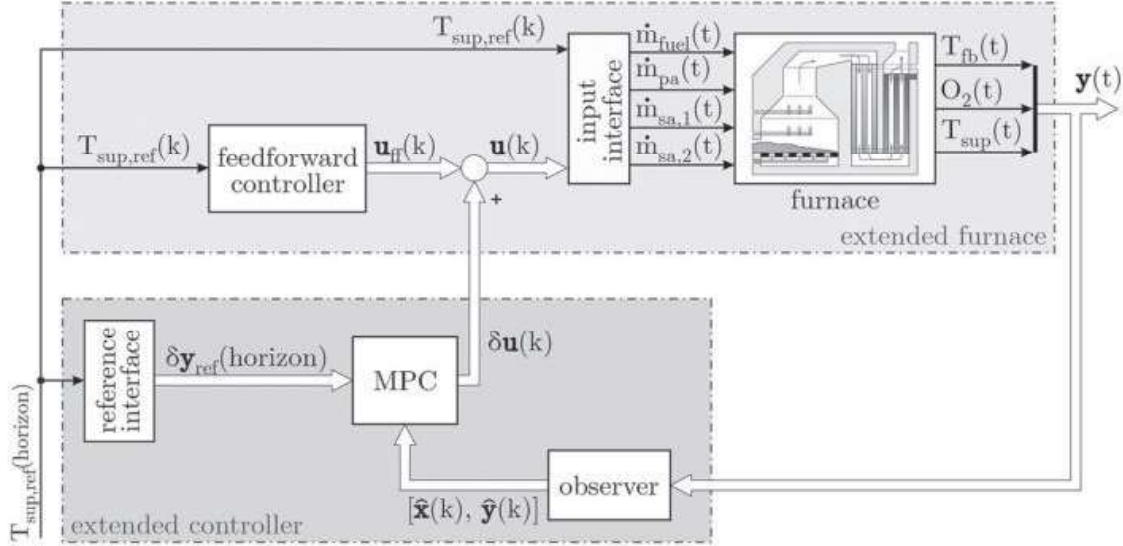 T_sup,ref(k)
ṁ_fuel(t)
ṁ_pa(t)
ṁ_sa,1(t)
ṁ_sa,2(t)
input
interface
T_fb(t)
O_2(t)
T_sup(t)
y(t)
furnace
T_sup,ref(k)
feedforward
controller
u_ff(k)
u(k)
+
extended furnace
reference
interface
δy_ref(horizon)
MPC
δu(k)
observer
[x̂(k), ŷ(k)]
extended controller
T_sup,ref(horizon)